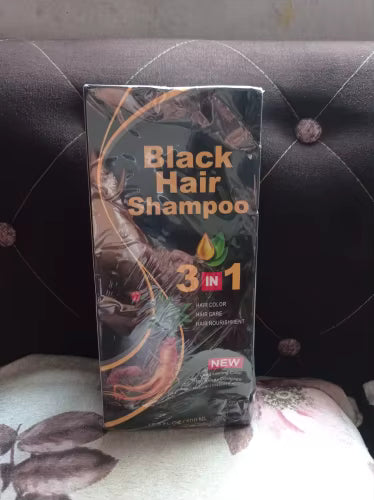 Black
Hair
Shampoo
3 IN 1
HAIR COLOR
HAIR CARE
HAIR NOURISHMENT
NEW